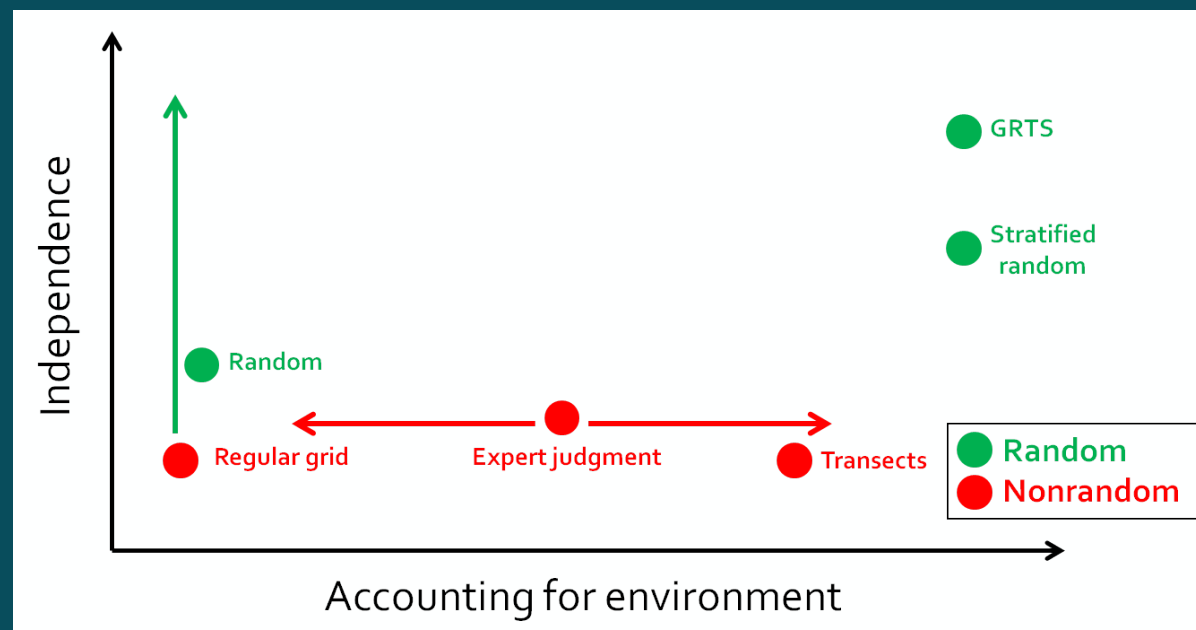 Independence
GRTS
Stratified
random
Random
Regular grid
Expert judgment
Transects
Random
Nonrandom
Accounting for environment